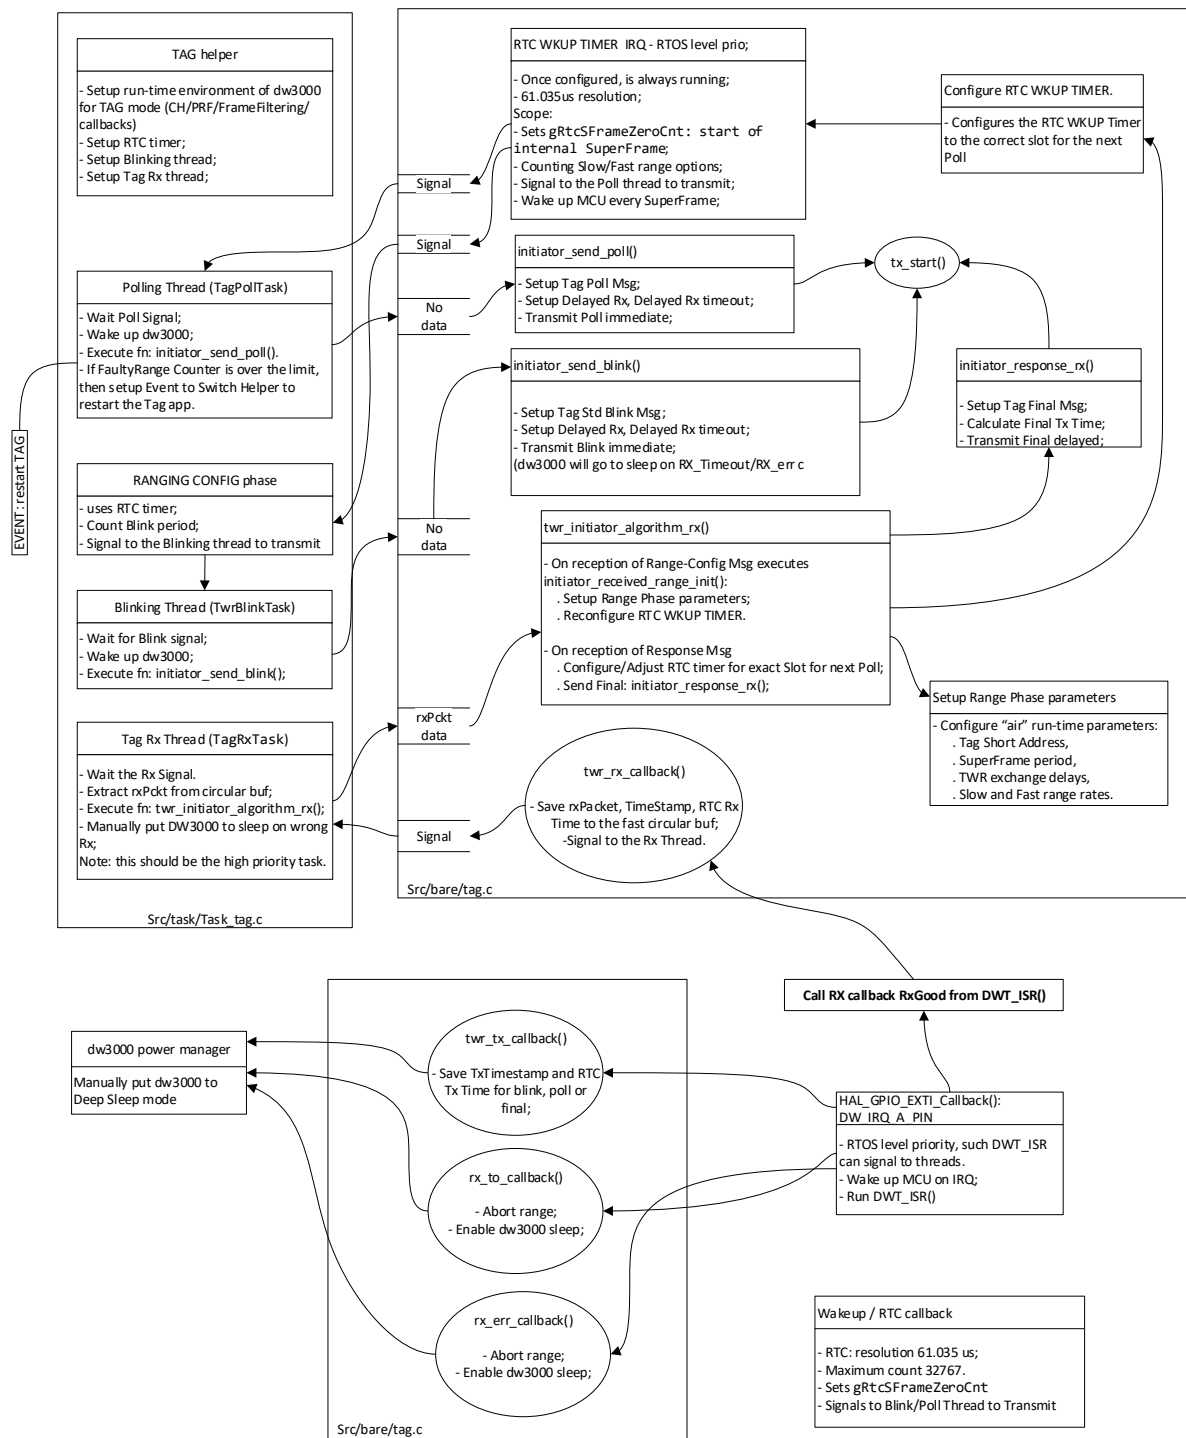 TAG helper
- Setup run-time environment of dw3000
for TAG mode (CH/PRF/FrameFiltering/
callbacks)
- Setup RTC timer;
- Setup Blinking thread;
- Setup Tag Rx thread;
Polling Thread (TagPollTask)
- Wait Poll Signal;
- Wake up dw3000;
- Execute fn: initiator_send_poll().
- If FaultyRange Counter is over the limit,
then setup Event to Switch Helper to
restart the Tag app.
EVENT: restart TAG
RANGING CONFIG phase
- uses RTC timer;
- Count Blink period;
- Signal to the Blinking thread to transmit
Blinking Thread (TwrBlinkTask)
- Wait for Blink signal;
- Wake up dw3000;
- Execute fn: initiator_send_blink();
Tag Rx Thread (TagRxTask)
- Wait the Rx Signal.
- Extract rxPckt from circular buf;
- Execute fn: twr_initiator_algorithm_rx();
- Manually put DW3000 to sleep on wrong
Rx;
Note: this should be the high priority task.
Src/task/Task_tag.c
Signal
Signal
No
data
No
data
rxPckt
data
Signal
RTC WKUP TIMER IRQ - RTOS level prio;
- Once configured, is always running;
- 61.035us resolution;
Scope:
- Sets gRtcSFrameZeroCnt: start of
internal SuperFrame;
- Counting Slow/Fast range options;
- Signal to the Poll thread to transmit;
- Wake up MCU every SuperFrame;
Configure RTC WKUP TIMER.
- Configures the RTC WKUP Timer
to the correct slot for the next
Poll
initiator_send_poll()
- Setup Tag Poll Msg;
- Setup Delayed Rx, Delayed Rx timeout;
- Transmit Poll immediate;
tx_start()
initiator_send_blink()
- Setup Tag Std Blink Msg;
- Setup Delayed Rx, Delayed Rx timeout;
- Transmit Blink immediate;
(dw3000 will go to sleep on RX_Timeout/RX_err c
initiator_response_rx()
- Setup Tag Final Msg;
- Calculate Final Tx Time;
- Transmit Final delayed;
twr_initiator_algorithm_rx()
- On reception of Range-Config Msg executes
initiator_received_range_init():
. Setup Range Phase parameters;
. Reconfigure RTC WKUP TIMER.
- On reception of Response Msg
. Configure/Adjust RTC timer for exact Slot for next Poll;
. Send Final: initiator_response_rx();
Setup Range Phase parameters
- Configure “air” run-time parameters:
. Tag Short Address,
. SuperFrame period,
. TWR exchange delays,
. Slow and Fast range rates.
twr_rx_callback()
- Save rxPacket, TimeStamp, RTC Rx
Time to the fast circular buf;
-Signal to the Rx Thread.
Src/bare/tag.c
Call RX callback RxGood from DWT_ISR()
dw3000 power manager
Manually put dw3000 to
Deep Sleep mode
twr_tx_callback()
- Save TxTimestamp and RTC
Tx Time for blink, poll or
final;
rx_to_callback()
- Abort range;
- Enable dw3000 sleep;
rx_err_callback()
- Abort range;
- Enable dw3000 sleep;
Src/bare/tag.c
HAL_GPIO_EXTI_Callback():
DW_IRQ_A_PIN
- RTOS level priority, such DWT_ISR
can signal to threads.
- Wake up MCU on IRQ;
- Run DWT_ISR()
Wakeup / RTC callback
- RTC: resolution 61.035 us;
- Maximum count 32767.
- Sets gRtcSFrameZeroCnt
- Signals to Blink/Poll Thread to Transmit